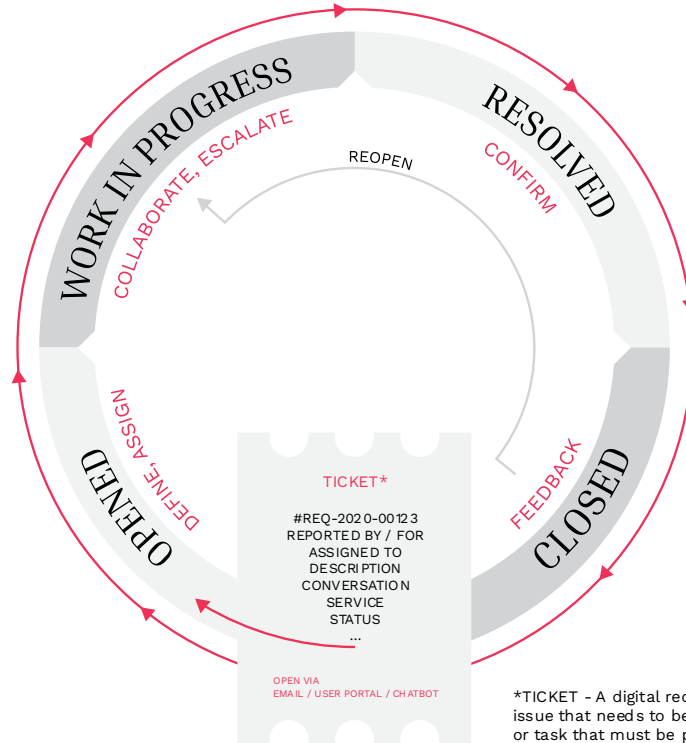 WORK IN PROGRESS
COLLABORATE, ESCALATE
RESOLVED
CONFIRM
REOPEN
OPENED
DEFINE, ASSIGN
CLOSED
FEEDBACK
TICKET*
#REQ-2020-00123
REPORTED BY / FOR
ASSIGNED TO
DESCRIPTION
CONVERSATION
SERVICE
STATUS
...
OPEN VIA
EMAIL / USER PORTAL / CHATBOT
*TICKET - A digital
issue that needs to be
or task that must be